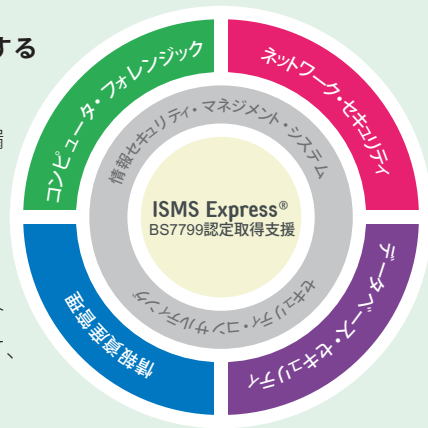 する
コンピュータ・フォレンジック
ネットワーク・セキュリティ
情報セキュリティ・マネジメント・システム
ISMS Express®
BS7799認定取得支援
セキュリティ・コンサルティング
情報資産管理
データベース・セキュリティ
、